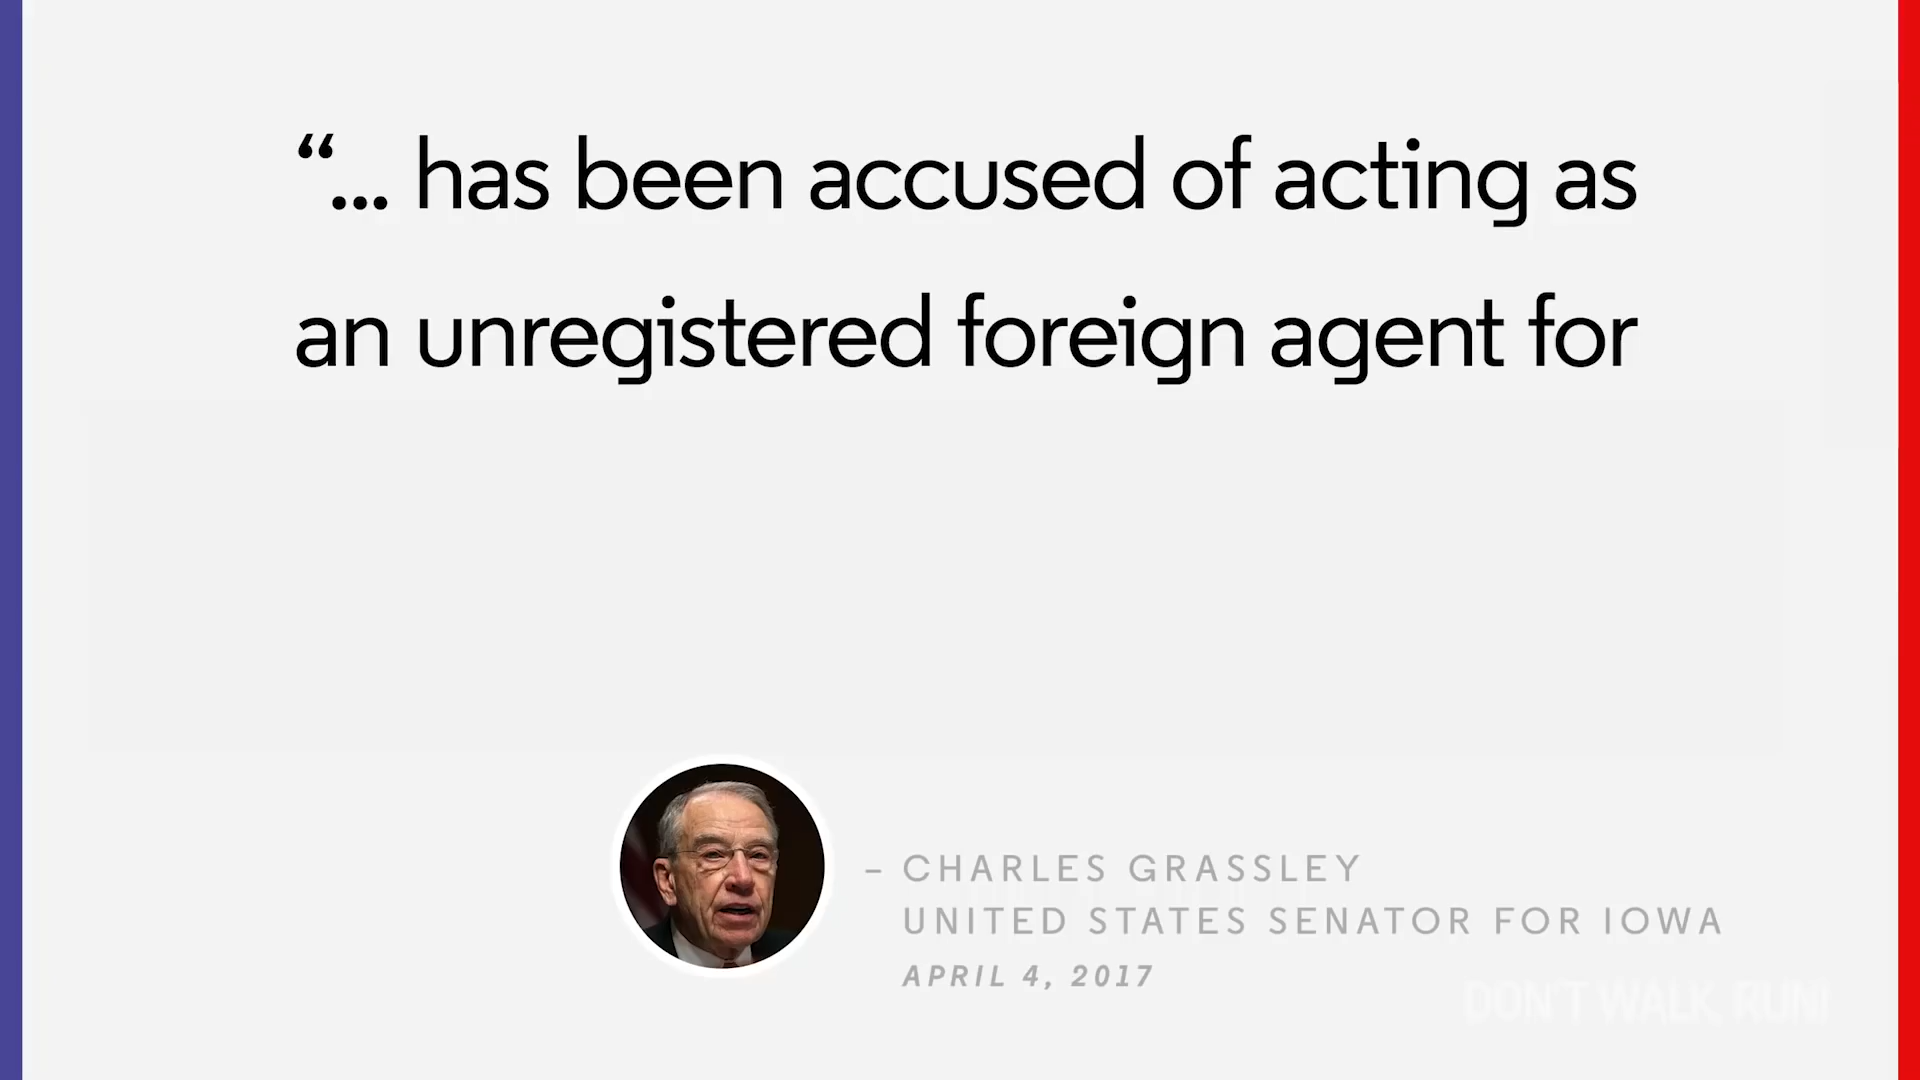 “... has been accused of acting as
an unregistered foreign agent for
– CHARLES GRASSLEY
UNITED STATES SENATOR FOR IOWA
APRIL 4, 2017
DON'T WALK, RUN!